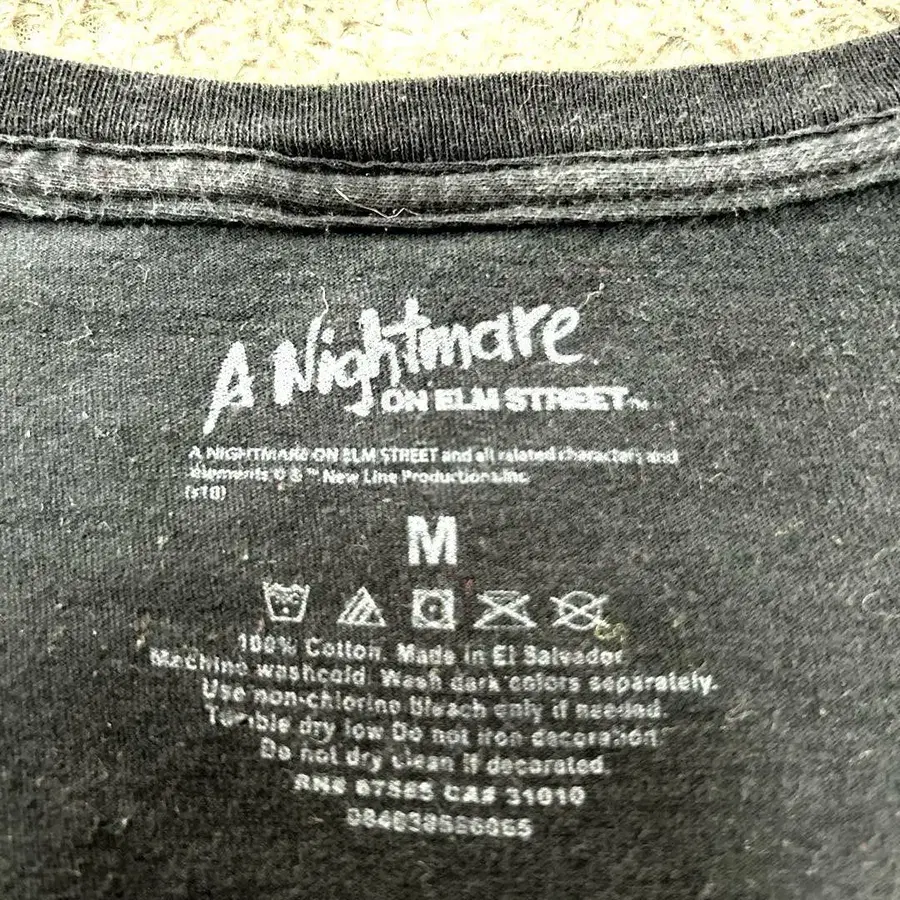 A Nightmare
ON ELM STREET™
A NIGHTMARE ON ELM STREET and all related characters and
elements © & ™ New Line Productions Inc.
(s18)
M
100% Cotton. Made in El Salvador
Machine wash cold. Wash dark colors separately.
Use non-chlorine bleach only if needed.
Tumble dry low Do not iron decoration.
Do not dry clean if decorated.
RN# 67585 CA# 31010